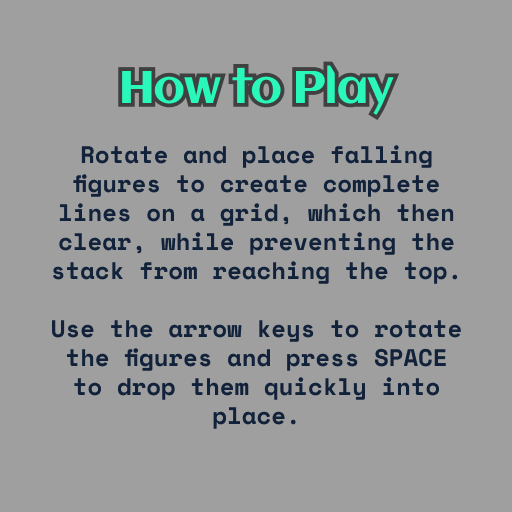 How to Play
Rotate and place falling
figures to create complete
lines on a grid, which then
clear, while preventing the
stack from reaching the top.
Use the arrow keys to rotate
the figures and press SPACE
to drop them quickly into
place.